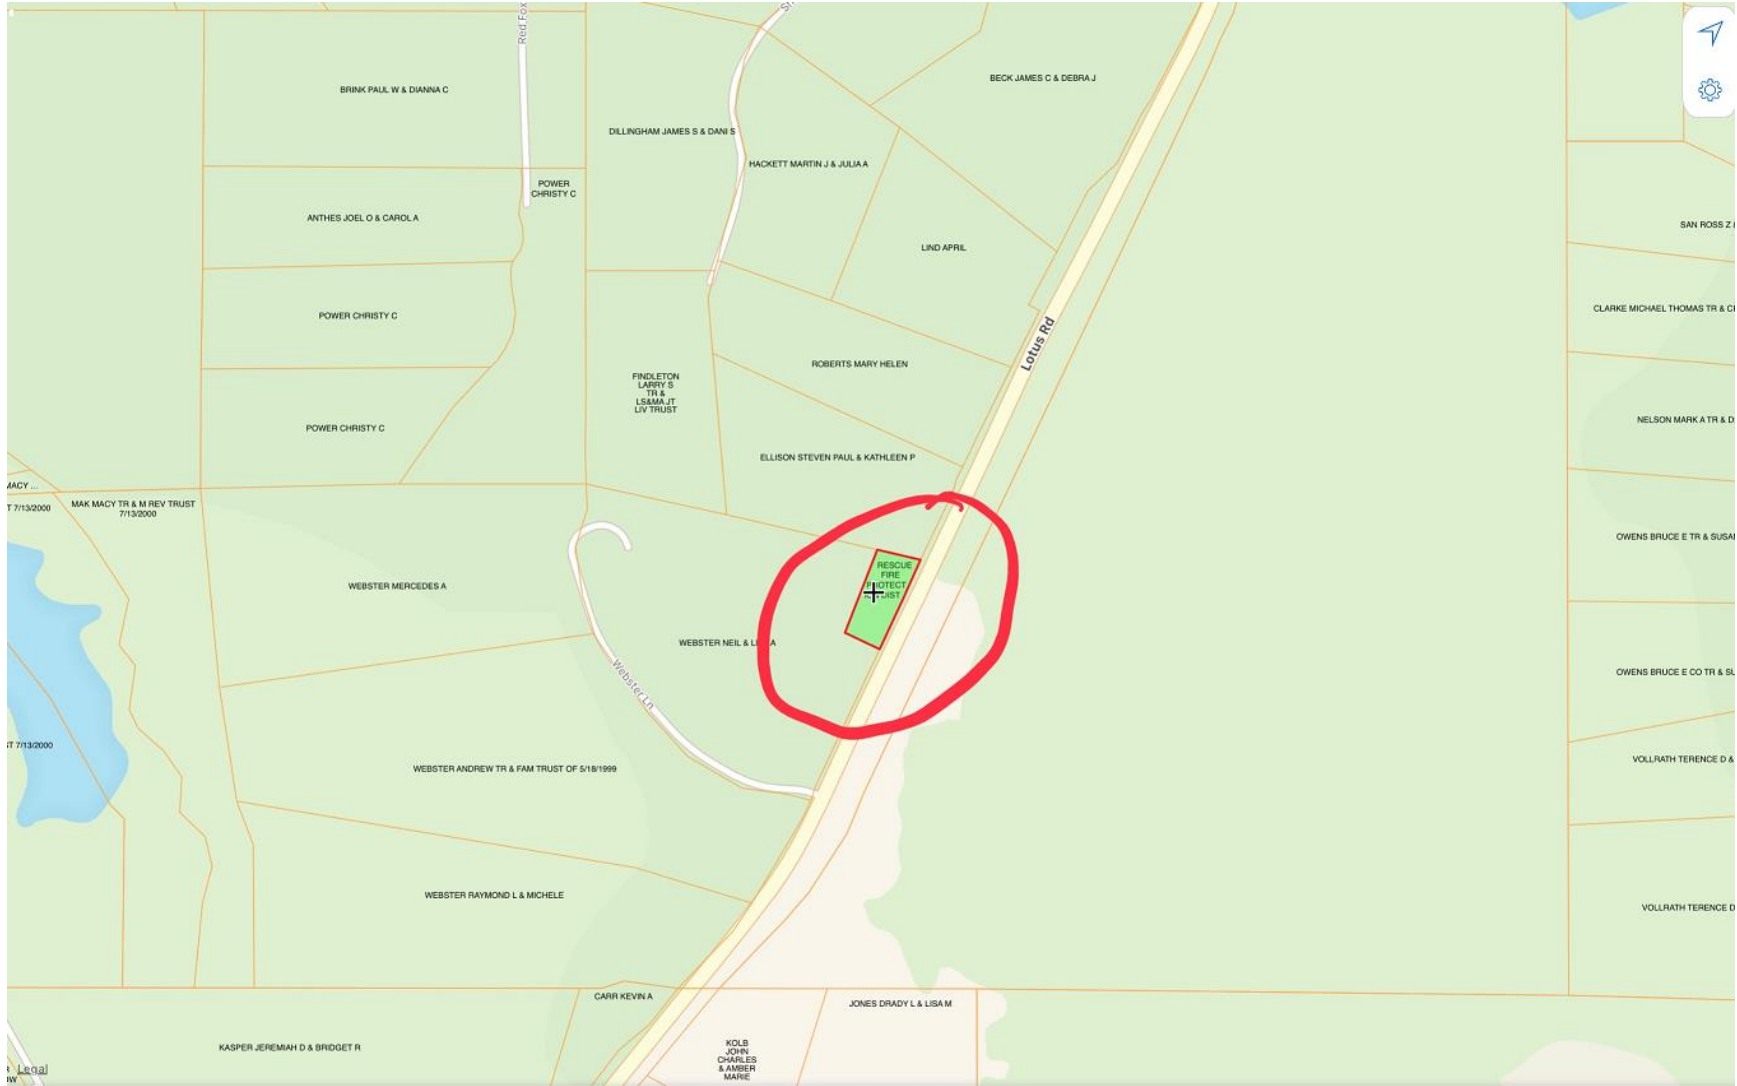 Red Fox
BRINK PAUL W & DIANNA C
BECK JAMES C & DEBRA J
DILLINGHAM JAMES S & DANI S
HACKETT MARTIN J & JULIA A
POWER
CHRISTY C
ANTHES JOEL O & CAROL A
SAN ROSS Z
LIND APRIL
POWER CHRISTY C
CLARKE MICHAEL THOMAS TR &
Lotus Rd
ROBERTS MARY HELEN
FINDLETON
LARRY S
TR &
LS&MA JT
LIV TRUST
POWER CHRISTY C
NELSON MARK A TR & D
ELLISON STEVEN PAUL & KATHLEEN P
MACY ...
T 7/13/2000
MAK MACY TR & M REV TRUST
7/13/2000
OWENS BRUCE E TR & SUSA
RESCUE
FIRE
DIST
WEBSTER MERCEDES A
WEBSTER NEIL & L
A
Webster Ln
OWENS BRUCE E CO TR & SU
ST 7/13/2000
VOLLRATH TERENCE D &
WEBSTER ANDREW TR & FAM TRUST OF 5/18/1999
WEBSTER RAYMOND L & MICHELE
VOLLRATH TERENCE D
CARR KEVIN A
JONES DRADY L & LISA M
KASPER JEREMIAH D & BRIDGET R
KOLB
JOHN
CHARLES
& AMBER
MARIE
Legal